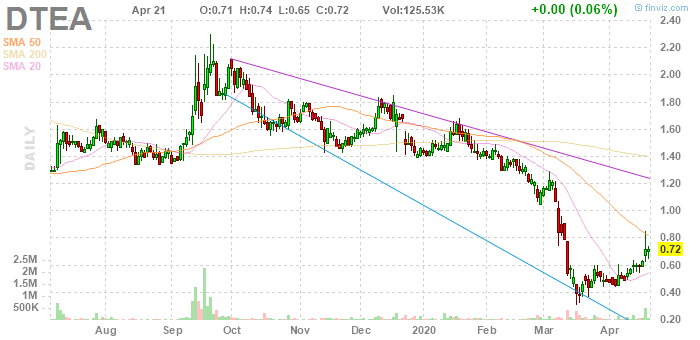 DTEA
Apr 21 O:0.71 H:0.74 L:0.65 C:0.72 Vol:125.53K +0.00 (0.06%)
© finviz.com
SMA 50
SMA 200
SMA 20
DAILY
2.40
2.20
2.00
1.80
1.60
1.40
1.20
1.00
0.80
0.72
0.60
0.40
0.20
2.5M
2M
1.5M
1M
500K
Aug Sep Oct Nov Dec 2020 Feb Mar Apr